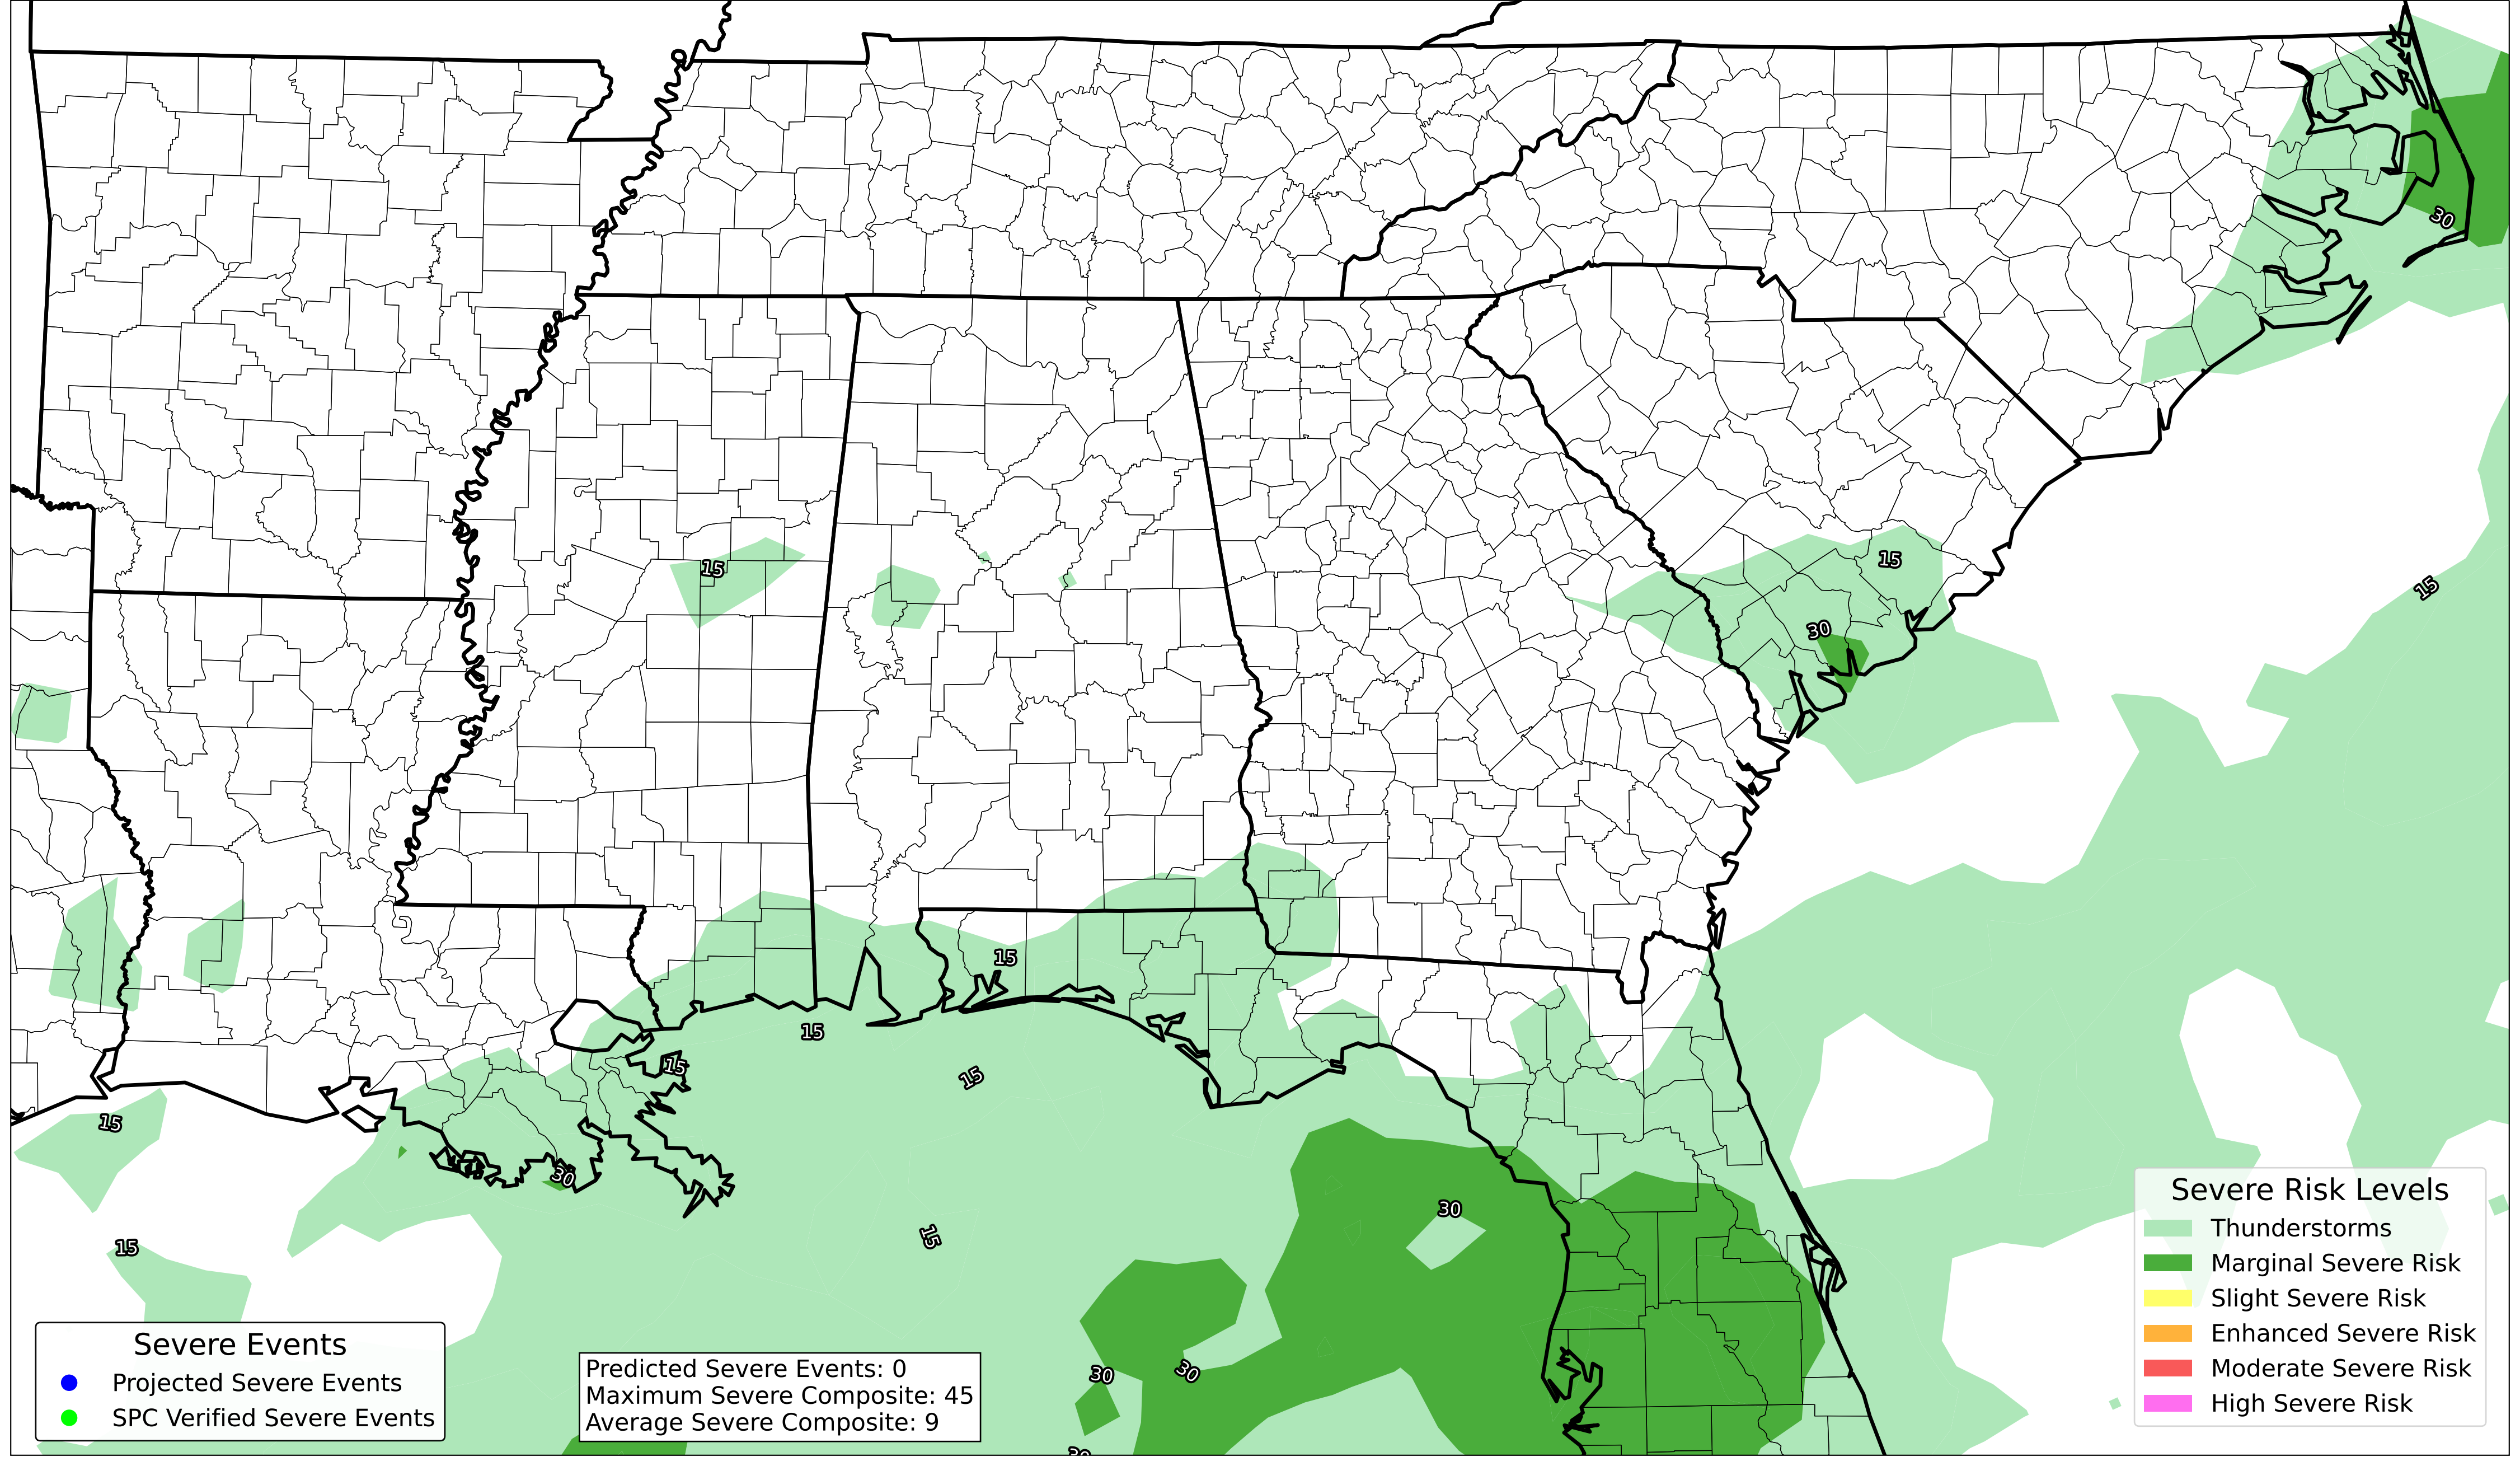 30
15
15
15
30
15
15
15
15
15
30
30
15
15
30
30
30
Severe Risk Levels
Thunderstorms
Marginal Severe Risk
Slight Severe Risk
Enhanced Severe Risk
Moderate Severe Risk
High Severe Risk
Severe Events
Projected Severe Events
SPC Verified Severe Events
Predicted Severe Events: 0
Maximum Severe Composite: 45
Average Severe Composite: 9